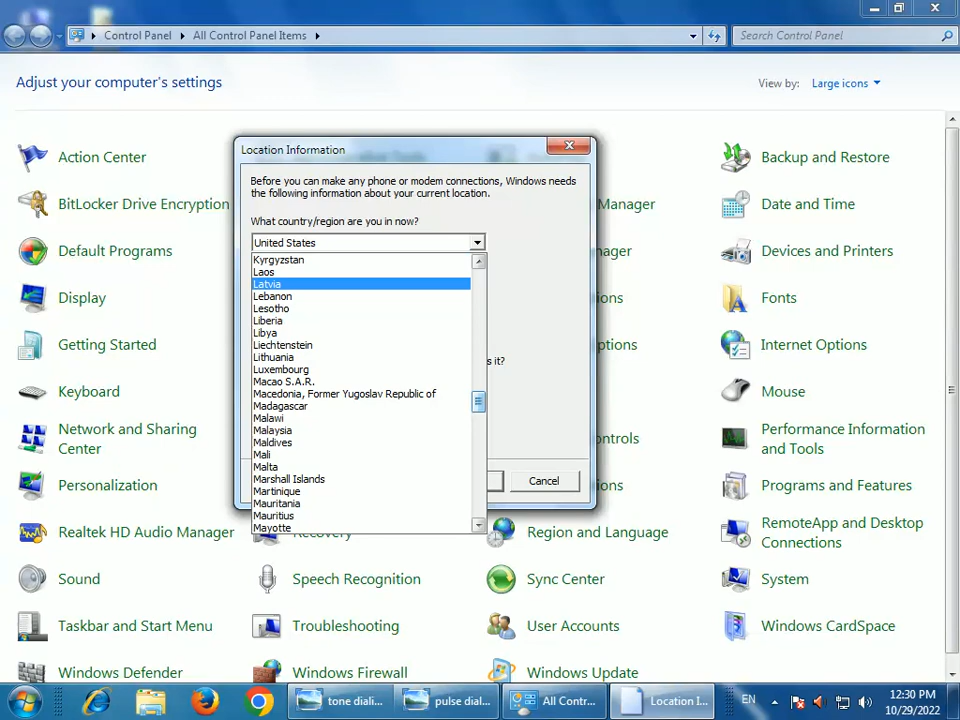 Control Panel
All Control Panel Items
Search Control Panel
Adjust your computer's settings
View by:
Large icons
Action Center
Backup and Restore
BitLocker Drive Encryption
Manager
Date and Time
Default Programs
ager
Devices and Printers
Display
ons
Fonts
Getting Started
ptions
Internet Options
Keyboard
Mouse
Network and Sharing
Center
ontrols
Performance Information
and Tools
Personalization
ons
Programs and Features
Realtek HD Audio Manager
Recovery
Region and Language
RemoteApp and Desktop
Connections
Sound
Speech Recognition
Sync Center
System
Taskbar and Start Menu
Troubleshooting
User Accounts
Windows CardSpace
Windows Defender
Windows Firewall
Windows Update
Location Information
Before you can make any phone or modem connections, Windows needs
the following information about your current location.
What country/region are you in now?
United States
Kyrgyzstan
Laos
Latvia
Lebanon
Lesotho
Liberia
Libya
Liechtenstein
Lithuania
Luxembourg
Macao S.A.R.
Macedonia, Former Yugoslav Republic of
Madagascar
Malawi
Malaysia
Maldives
Mali
Malta
Marshall Islands
Martinique
Mauritania
Mauritius
Mayotte
s it?
Cancel
tone diali...
pulse dial...
All Contr...
Location I...
EN
12:30 PM
10/29/2022